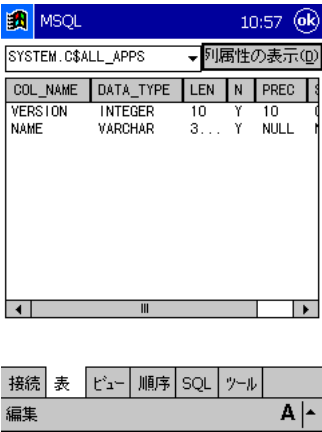 MSQL 10:57 ok
SYSTEM.C$ALL_APPS 列属性の表示(D)
COL_NAME DATA_TYPE LEN N PREC
VERSION INTEGER 10 Y 10
NAME VARCHAR 3... Y NULL
接続 表 ビュー 順序 SQL ツール
編集 A